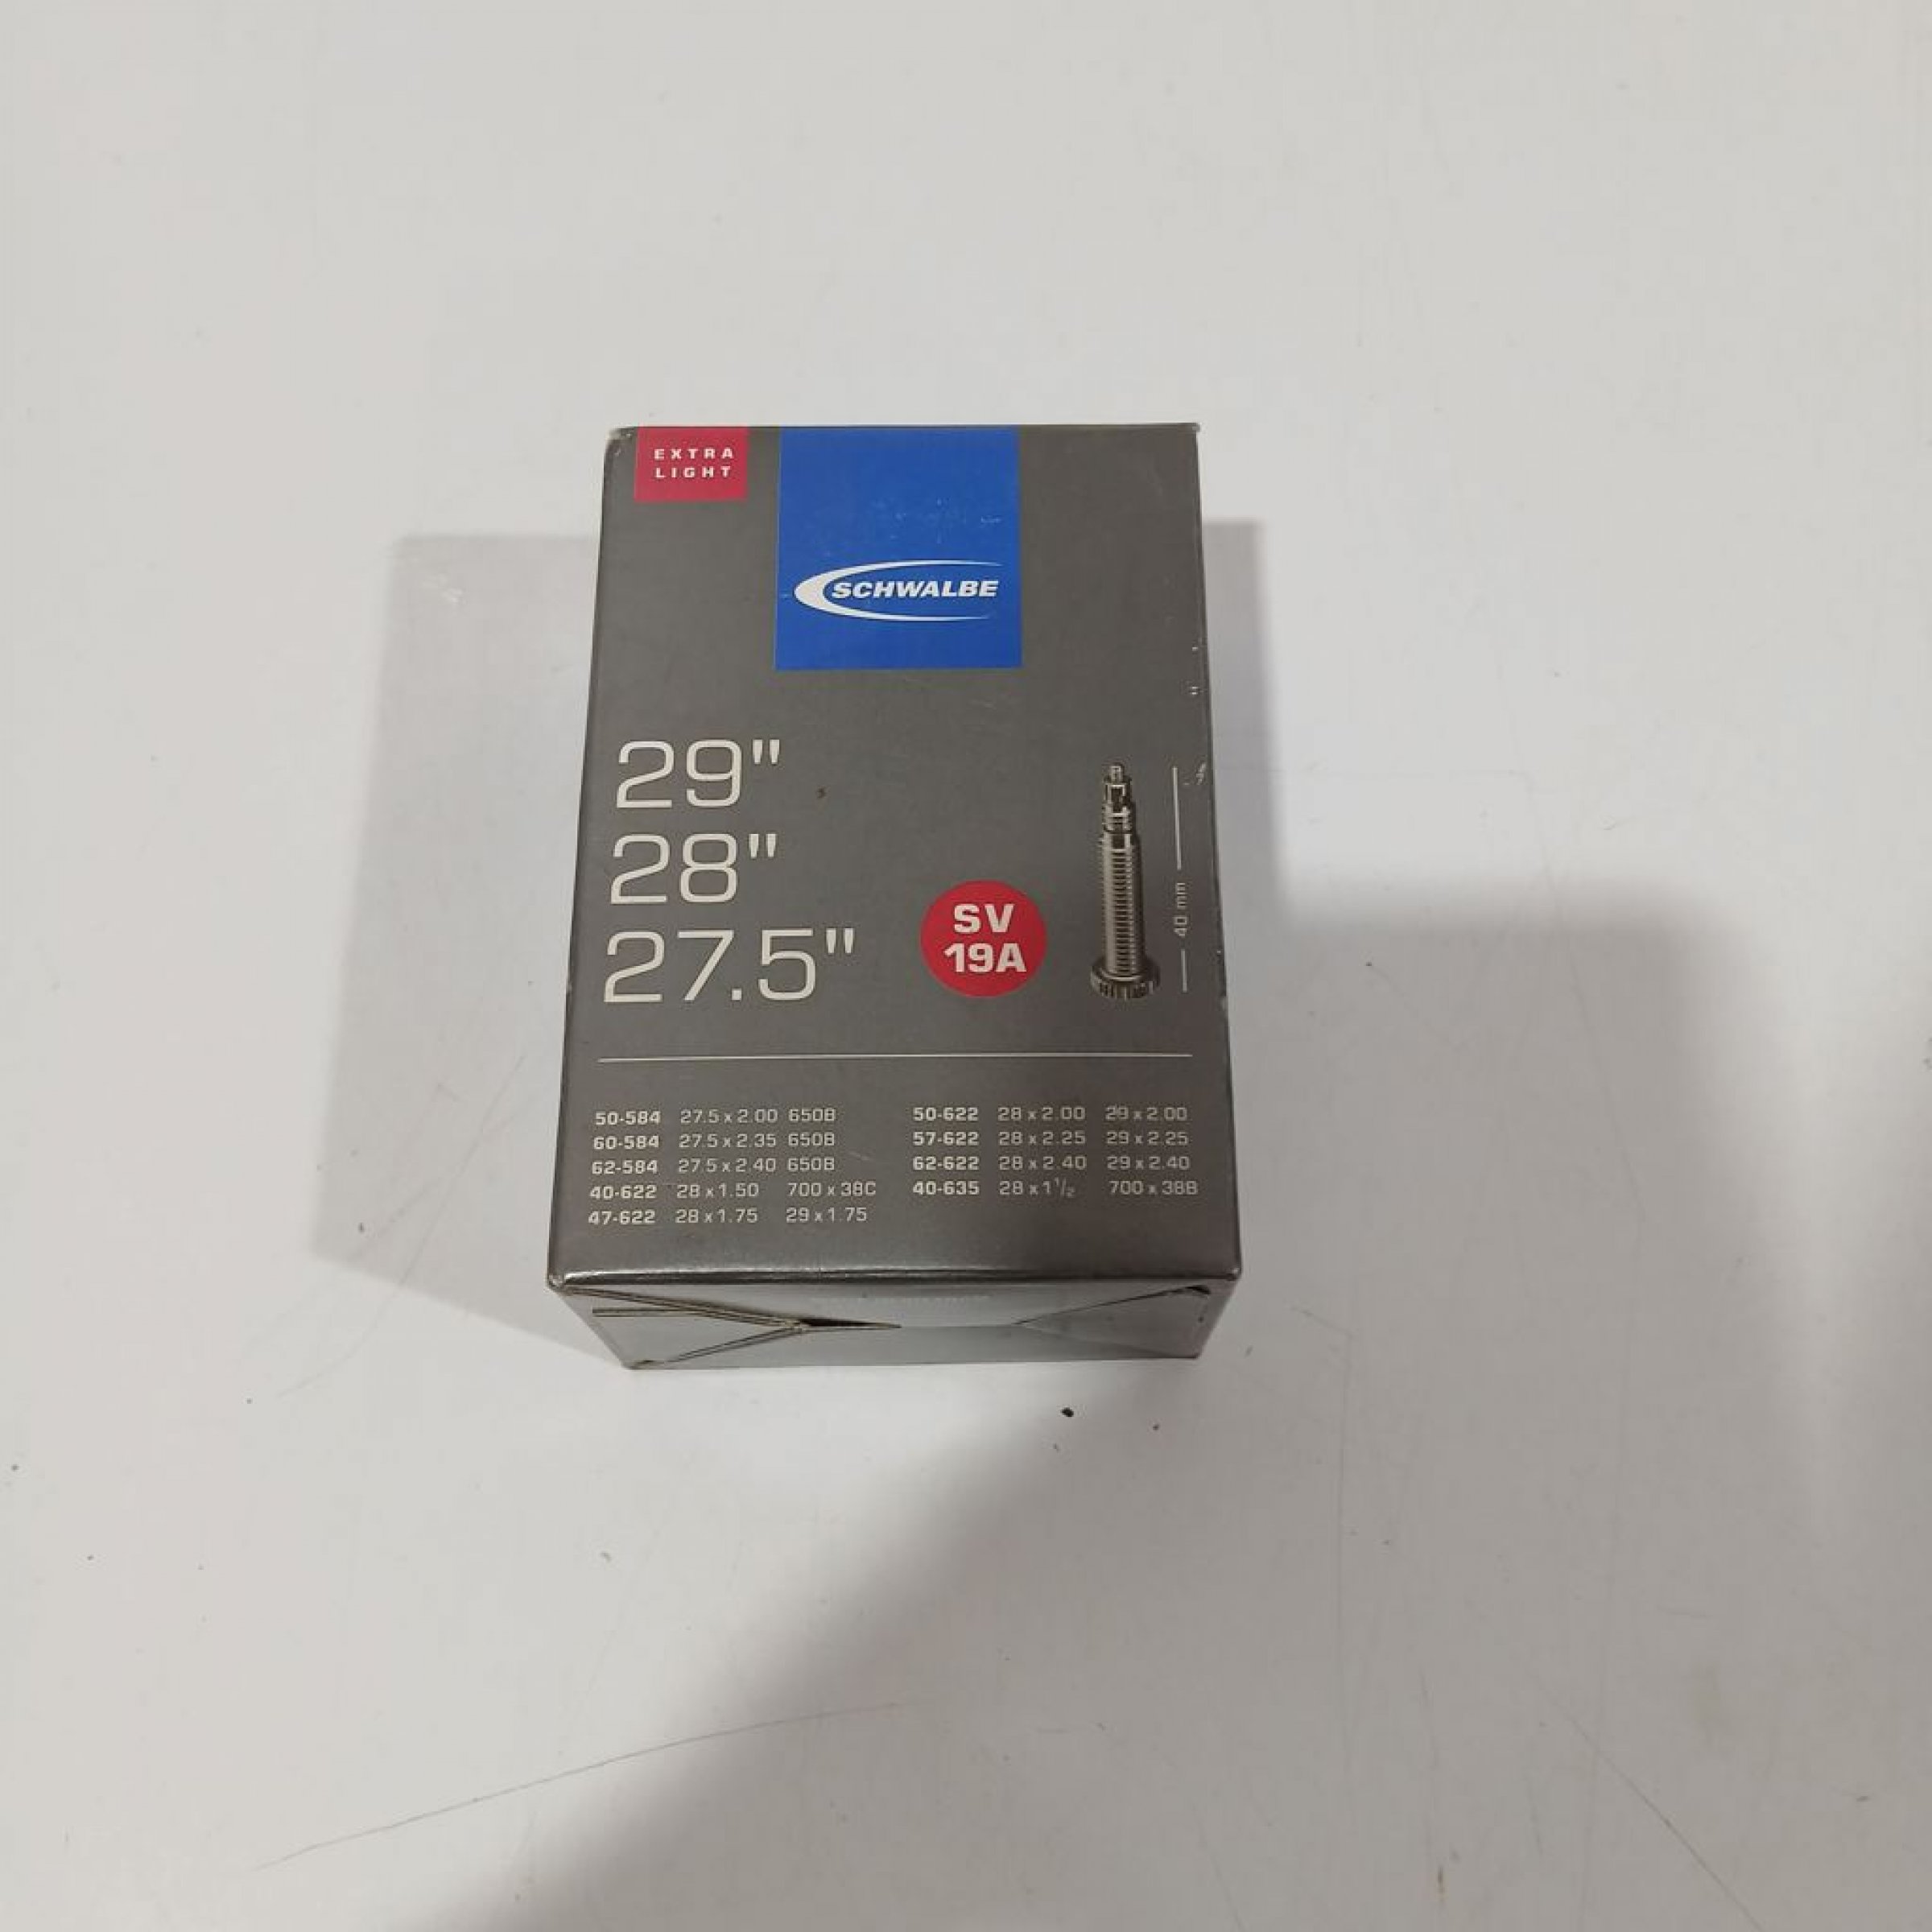 EXTRA
LIGHT
SCHWALBE
29"
28"
27.5"
SV
19A
40 mm
50-584 27.5 x 2.00 650B
60-584 27.5 x 2.35 650B
62-584 27.5 x 2.40 650B
40-622 28 x 1.50 700 x 38C
47-622 28 x 1.75 29 x 1.75
50-622 28 x 2.00 29 x 2.00
57-622 28 x 2.25 29 x 2.25
62-622 28 x 2.40 29 x 2.40
40-635 28 x 1 1/2 700 x 38B